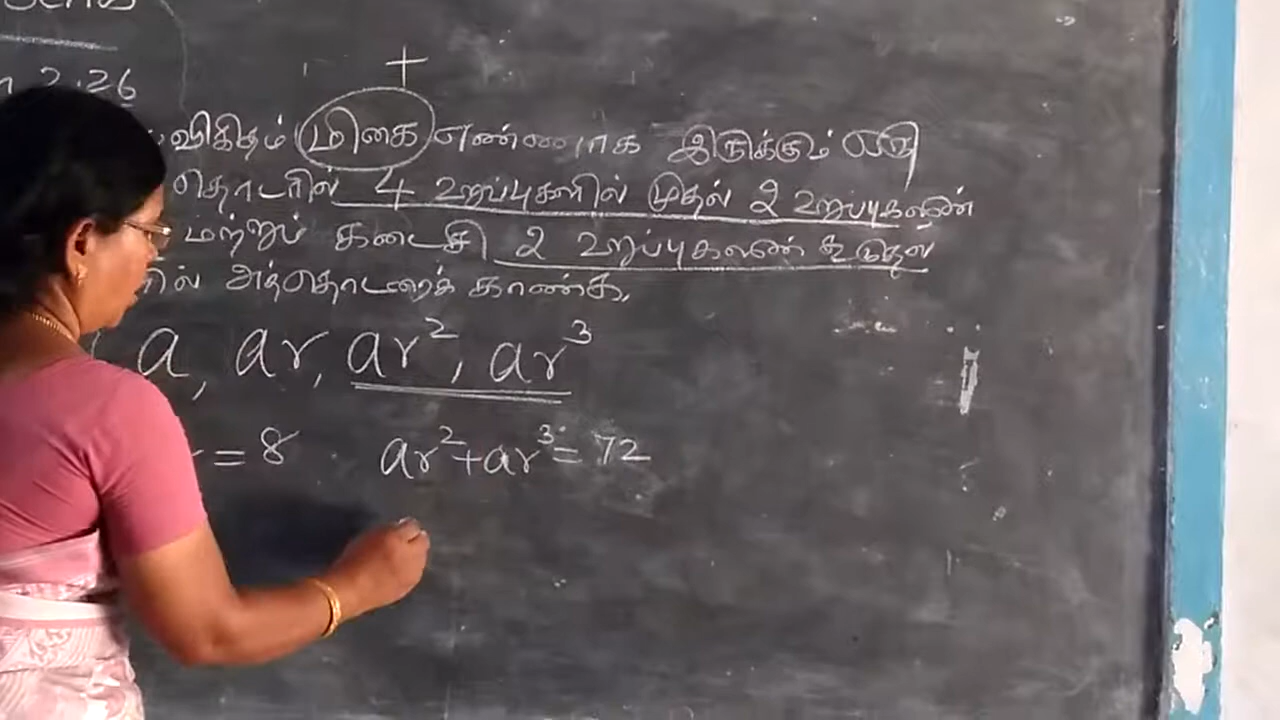 2.26
+
விகிதம் மிகை எண்ணாக இருக்கும் ஒரு
தொடரில் 4 உறுப்புகளில் முதல் 2 உறுப்புகளின்
மற்றும் கடைசி 2 உறுப்புகளின் கூடுதல்
ல் அத்தொடரைக் காண்க.
a, ar, ar², ar³
= 8 ar²+ar³ = 72